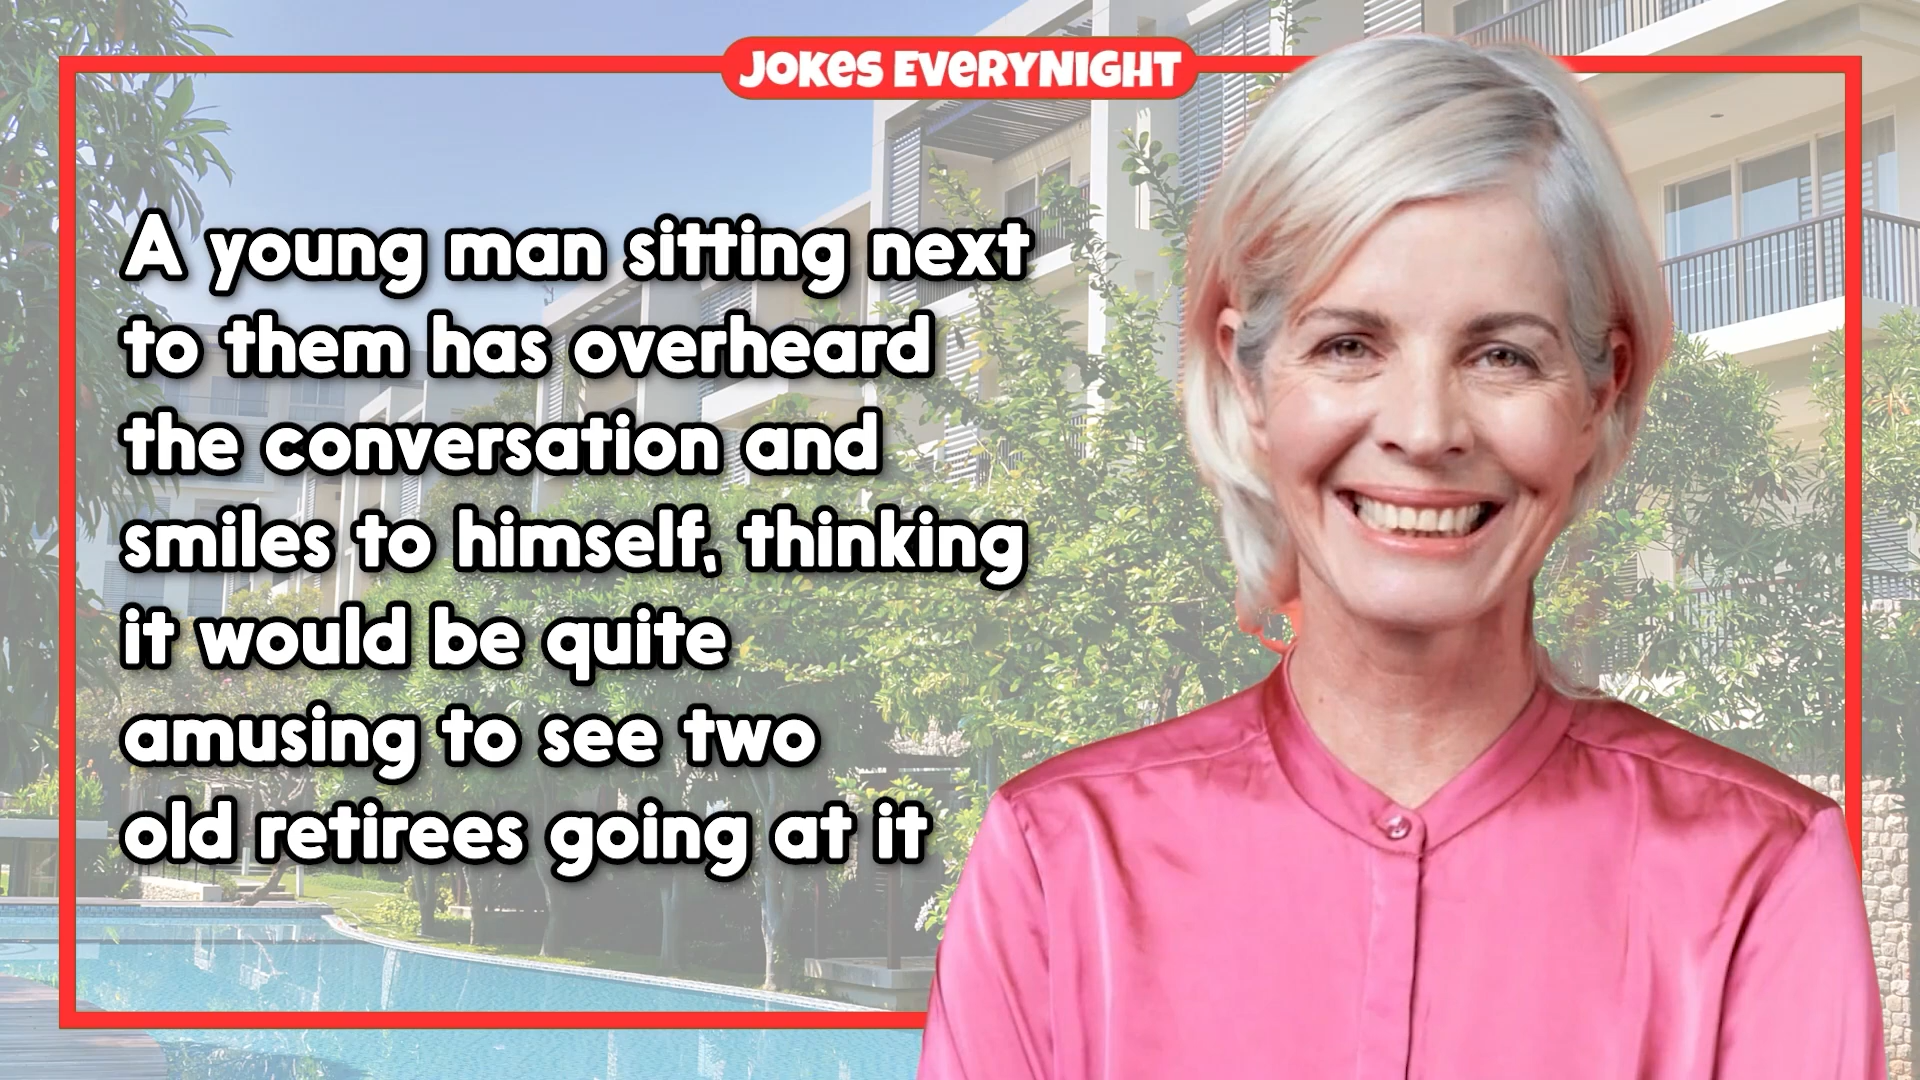 JOKES EVERYNIGHT
A young man sitting next
to them has overheard
the conversation and
smiles to himself, thinking
it would be quite
amusing to see two
old retirees going at it